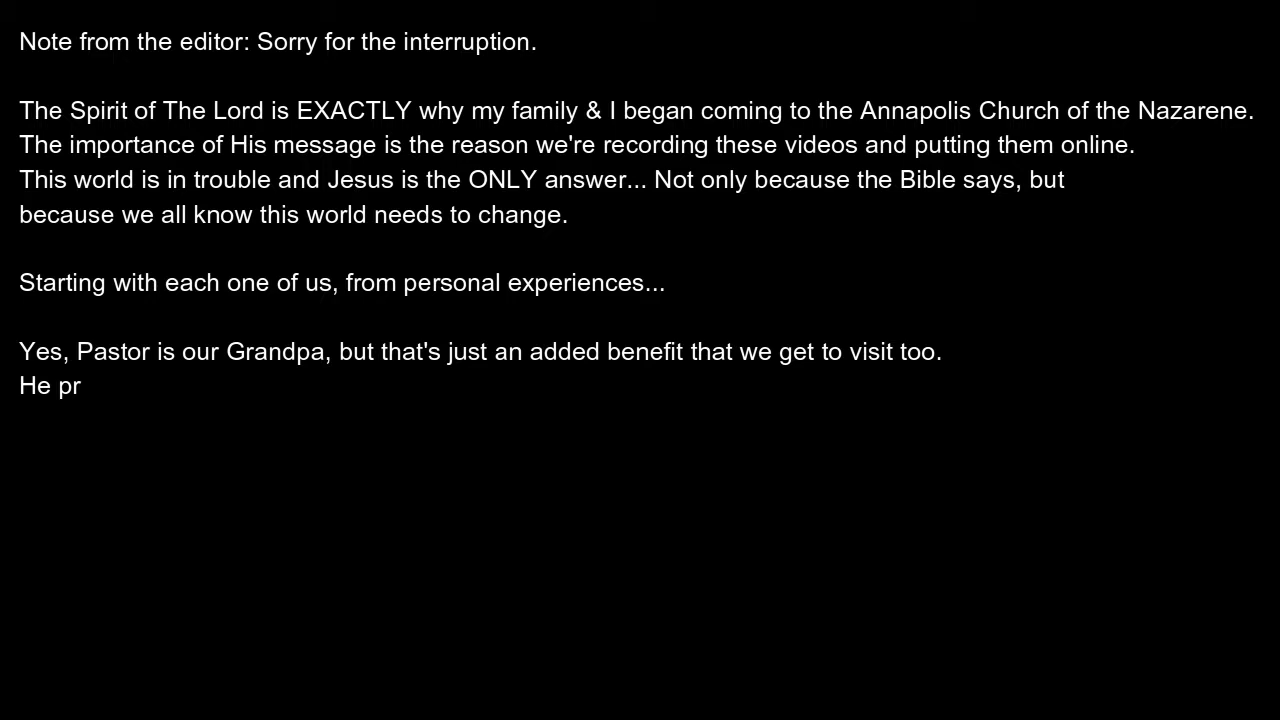 Note from the editor: Sorry for the interruption.
The Spirit of The Lord is EXACTLY why my family & I began coming to the Annapolis Church of the Nazarene.
The importance of His message is the reason we're recording these videos and putting them online.
This world is in trouble and Jesus is the ONLY answer... Not only because the Bible says, but
because we all know this world needs to change.
Starting with each one of us, from personal experiences...
Yes, Pastor is our Grandpa, but that's just an added benefit that we get to visit too.
He pr